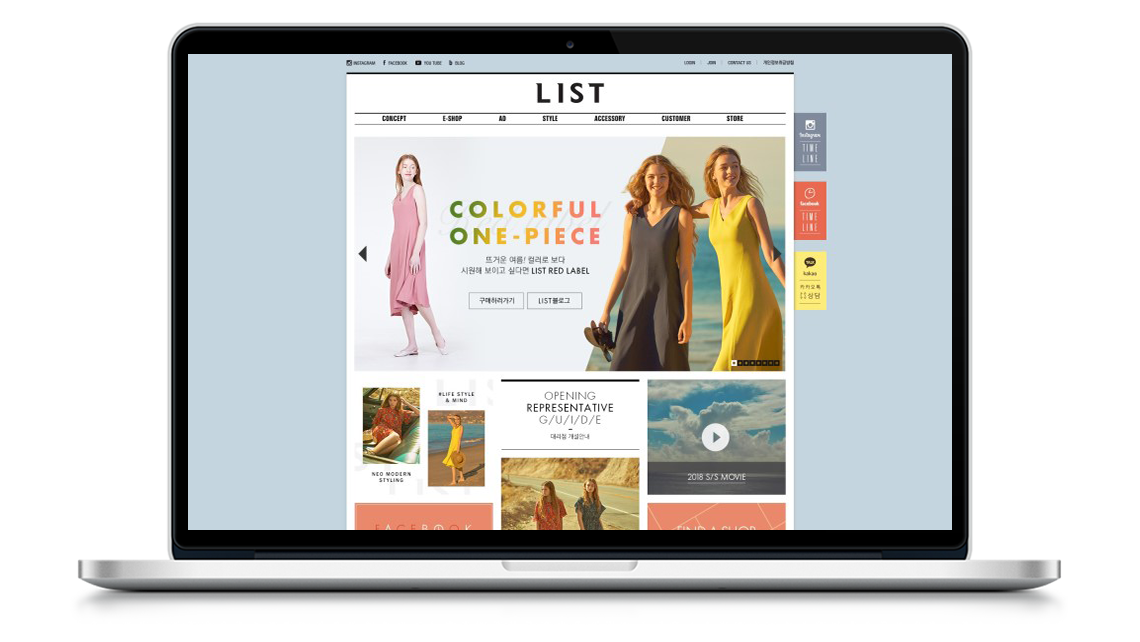 INSTAGRAM FACEBOOK YOU TUBE BLOG
LOGIN JOIN CONTACT US 개인정보취급방침
LIST
CONCEPT E-SHOP AD STYLE ACCESSORY CUSTOMER STORE
COLORFUL
ONE-PIECE
뜨거운 여름! 컬러로 보다
시원해 보이고 싶다면 LIST RED LABEL
구매하러가기 LIST블로그
Instagram
TIME
LINE
facebook
TIME
LINE
TALK
kakao
카카오톡
1:1상담
#LIFE STYLE
& MIND
NEO MODERN
STYLING
OPENING
REPRESENTATIVE
G/U/I/D/E
대리점 개설안내
2018 S/S MOVIE
FACEBOOK
FIND A SHOP